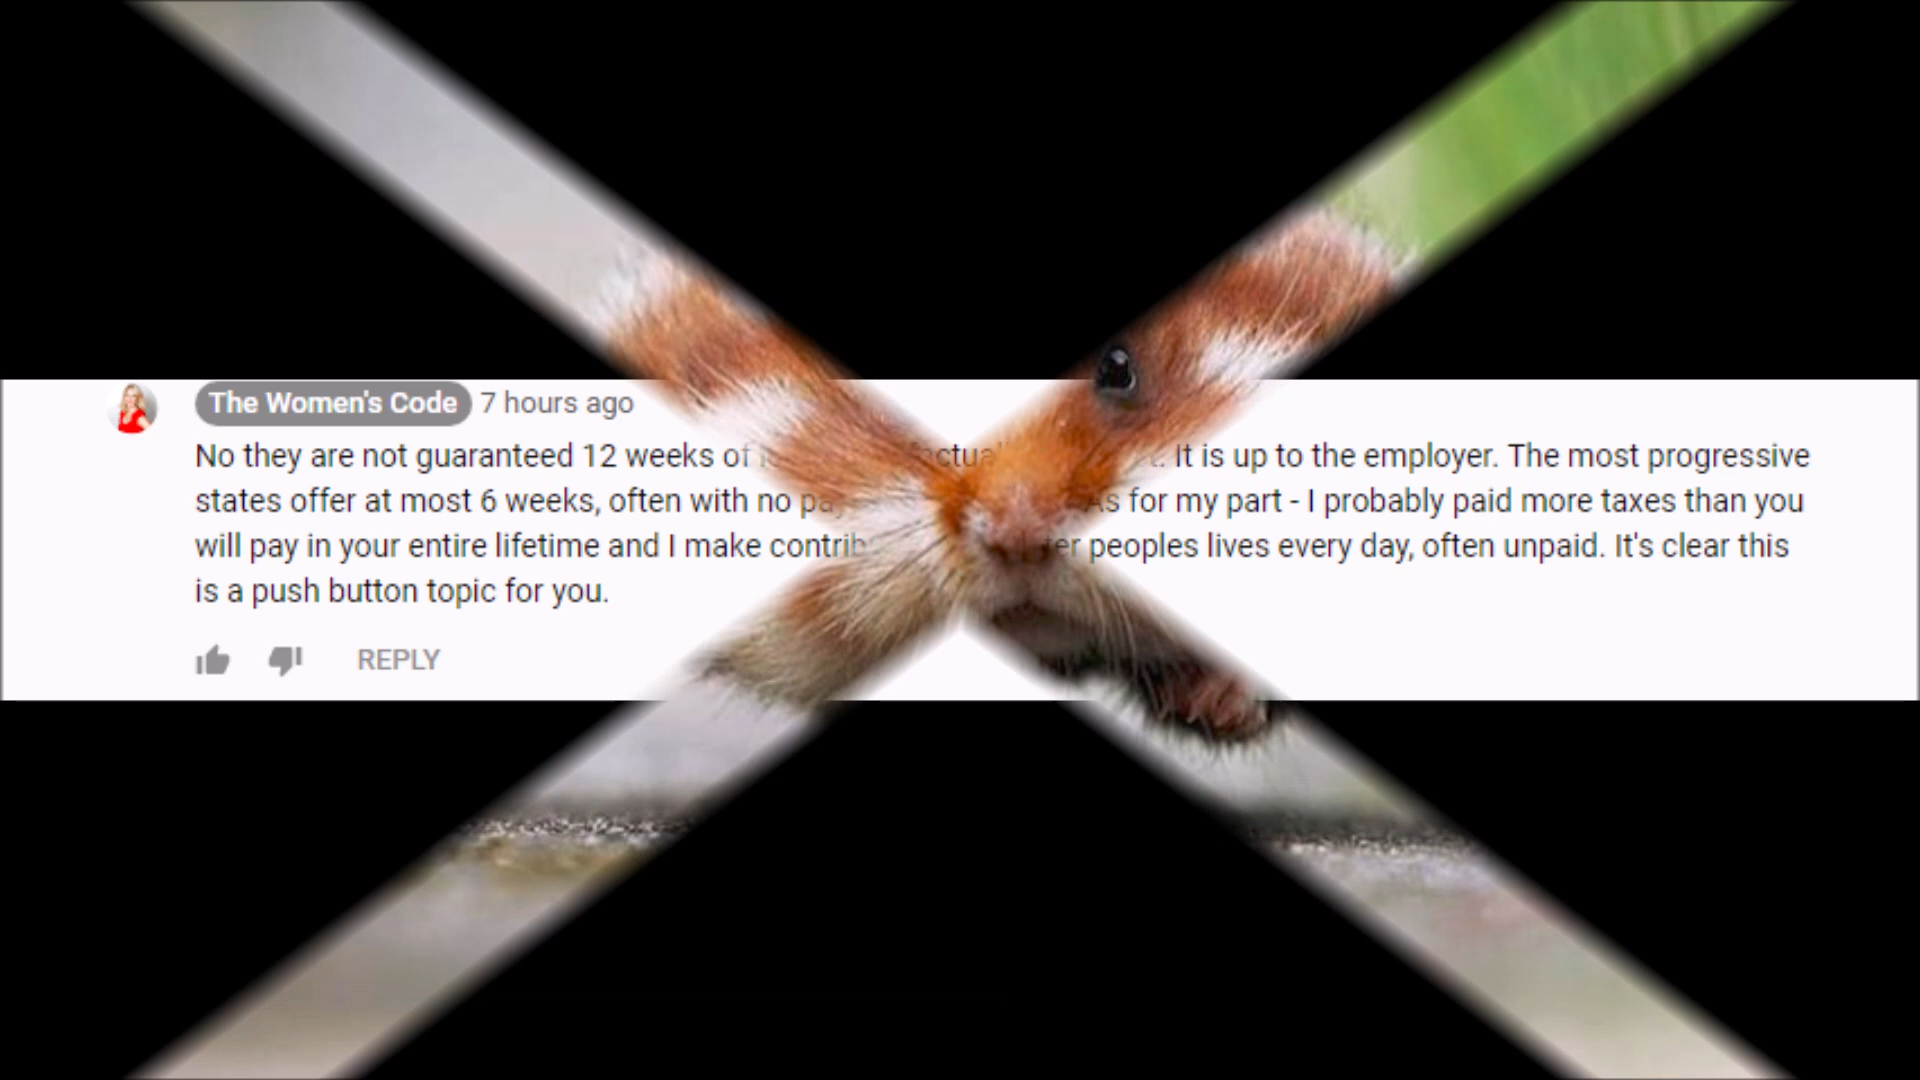 The Women's Code 7 hours ago
No they are not guaranteed 12 weeks of It is up to the employer. The most progressive
states offer at most 6 weeks, often with no As for my part - I probably paid more taxes than you
will pay in your entire lifetime and I make peoples lives every day, often unpaid. It's clear this
is a push button topic for you.
REPLY